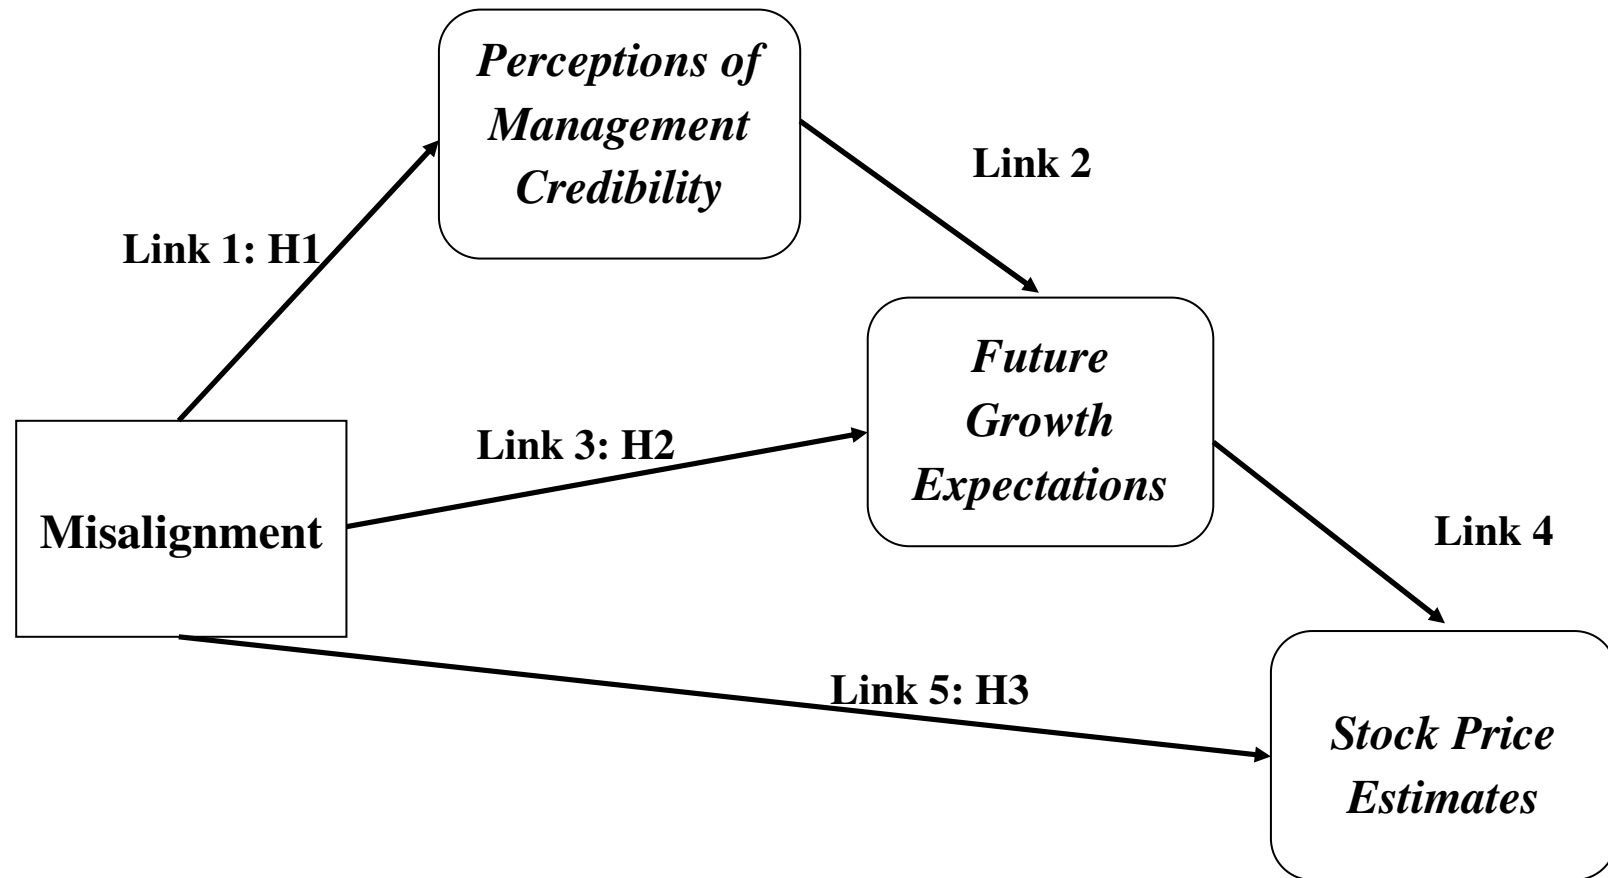 Perceptions of
Management
Credibility
Link 2
Link 1: H1
Future
Growth
Expectations
Link 3: H2
Misalignment
Link 4
Link 5: H3
Stock Price
Estimates